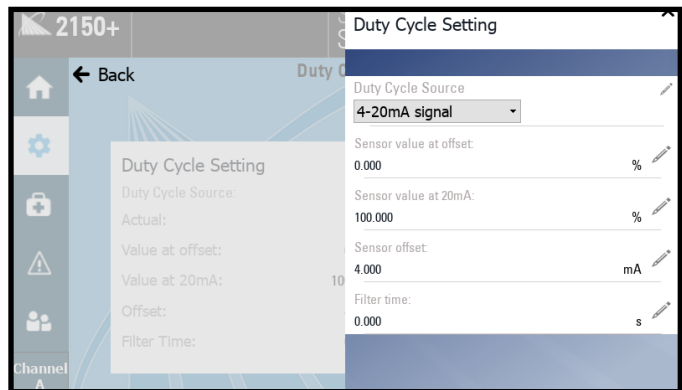 2150+
S
S
Back
Duty C
Duty Cycle Setting
Duty Cycle Source:
Actual:
Value at offset:
Value at 20mA:
10
Offset:
Filter Time:
Channel
A
Duty Cycle Setting
Duty Cycle Source
4-20mA signal
Sensor value at offset:
0.000 %
Sensor value at 20mA:
100.000 %
Sensor offset:
4.000 mA
Filter time:
0.000 s